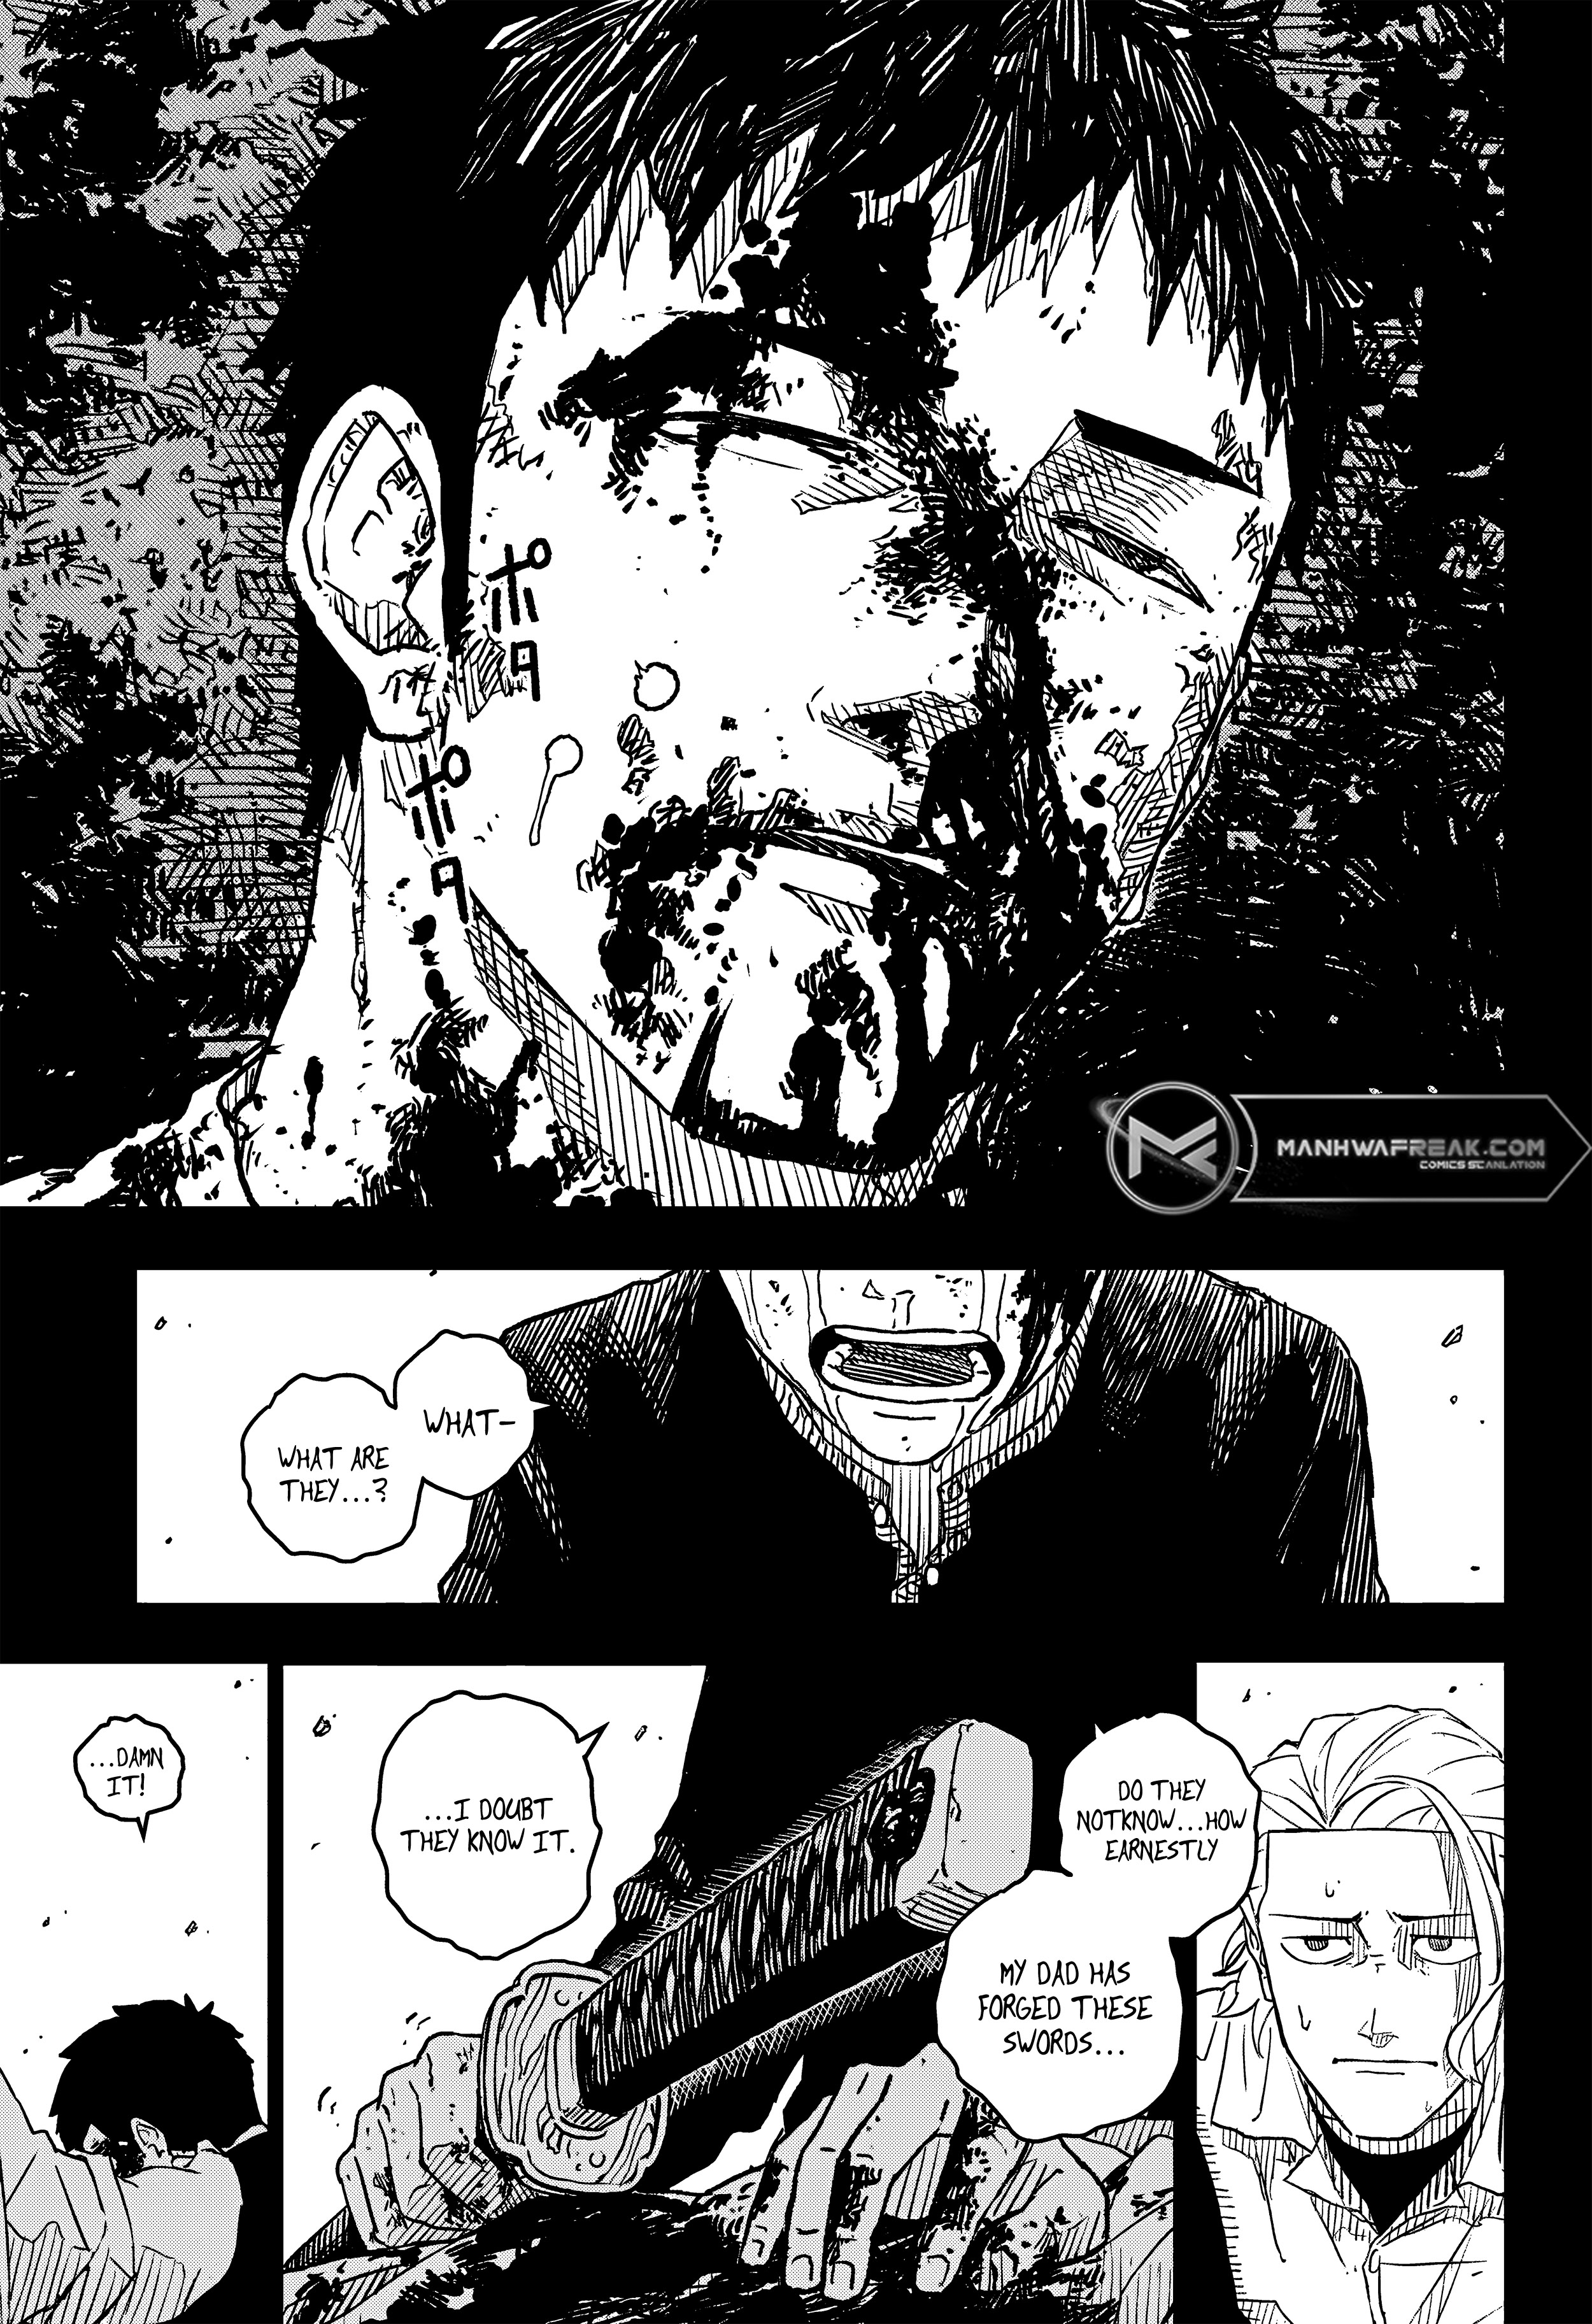 ポタ
ポタ
MANHWAFREAK.COM
COMICS SCANLATION
WHAT-
WHAT ARE
THEY...?
DO THEY
NOTKNOW...HOW
EARNESTLY
MY DAD HAS
FORGED THESE
SWORDS...
...I DOUBT
THEY KNOW IT.
...DAMN
IT!